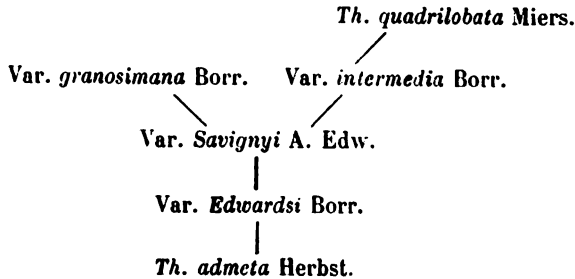 Th. quadrilobata Miers.
Var. granosimana Borr. Var. intermedia Borr.
Var. Savignyi A. Edw.
Var. Edwardsi Borr.
Th. admeta Herbst.